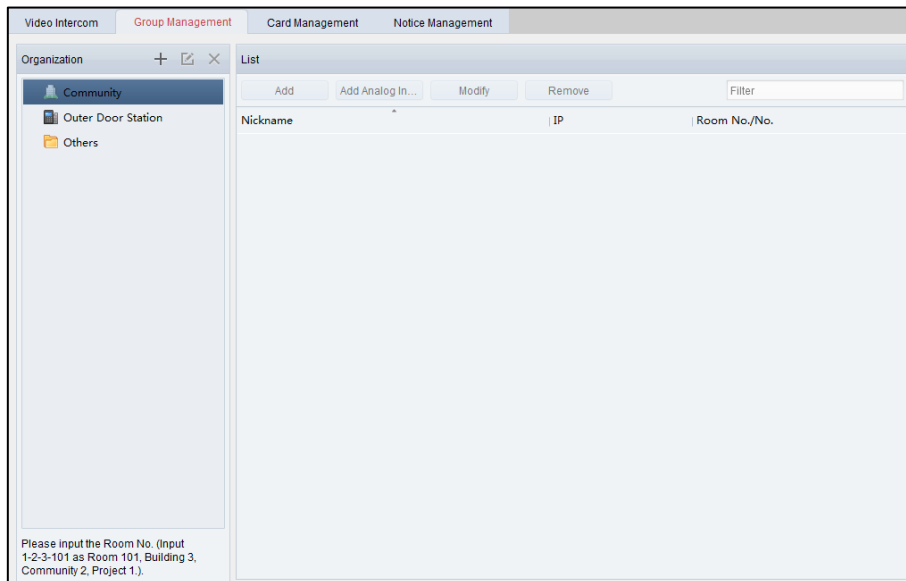 Video Intercom Group Management Card Management Notice Management
Organization List
Community
Outer Door Station
Others
Add Add Analog In... Modify Remove Filter
Nickname IP Room No./No.
Please input the Room No. (Input
1-2-3-101 as Room 101, Building 3,
Community 2, Project 1.).